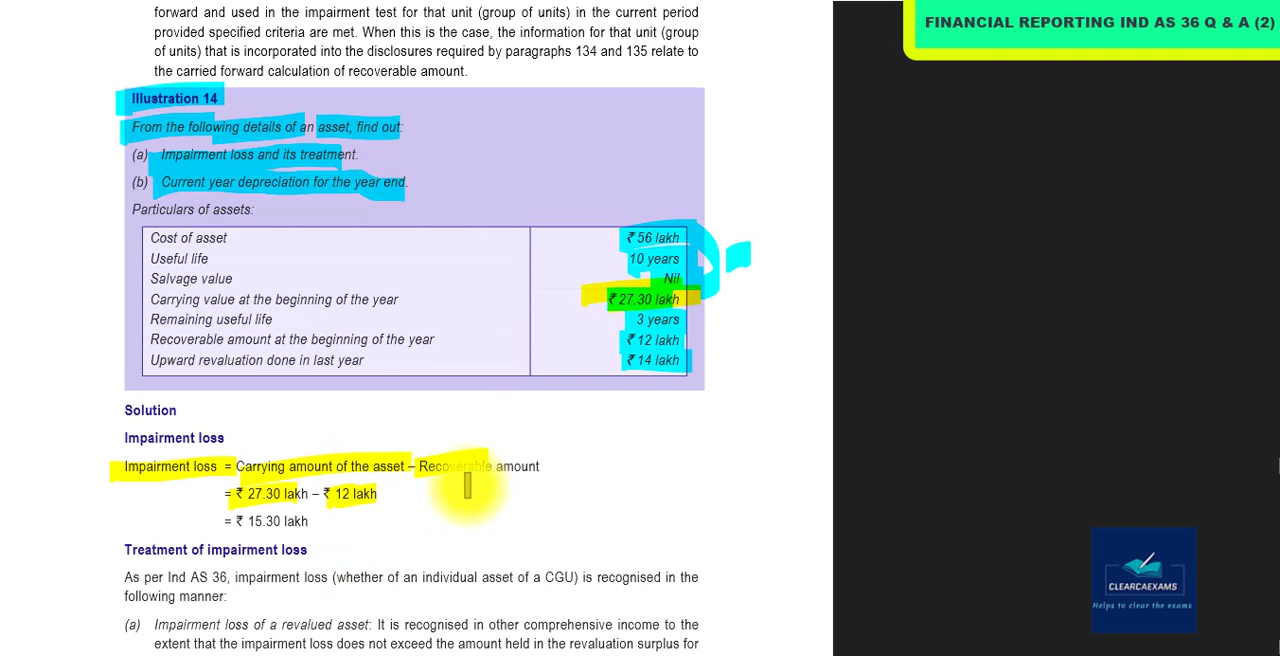 forward and used in the impairment test for that unit (group of units) in the current period
provided specified criteria are met. When this is the case, the information for that unit (group
of units) that is incorporated into the disclosures required by paragraphs 134 and 135 relate to
the carried forward calculation of recoverable amount.
FINANCIAL REPORTING IND AS 36 Q & A (2)
Illustration 14
From the following details of an asset, find out:
(a) Impairment loss and its treatment.
(b) Current year depreciation for the year end.
Particulars of assets:
Cost of asset ₹ 56 lakh
Useful life 10 years
Salvage value Nil
Carrying value at the beginning of the year ₹ 27.30 lakh
Remaining useful life 3 years
Recoverable amount at the beginning of the year ₹ 12 lakh
Upward revaluation done in last year ₹ 14 lakh
Solution
Impairment loss
Impairment loss = Carrying amount of the asset – Recoverable amount
= ₹ 27.30 lakh – ₹ 12 lakh
= ₹ 15.30 lakh
Treatment of impairment loss
As per Ind AS 36, impairment loss (whether of an individual asset of a CGU) is recognised in the
following manner:
(a) Impairment loss of a revalued asset: It is recognised in other comprehensive income to the
extent that the impairment loss does not exceed the amount held in the revaluation surplus for
CLEARCAEXAMS
Helps to clear the exams